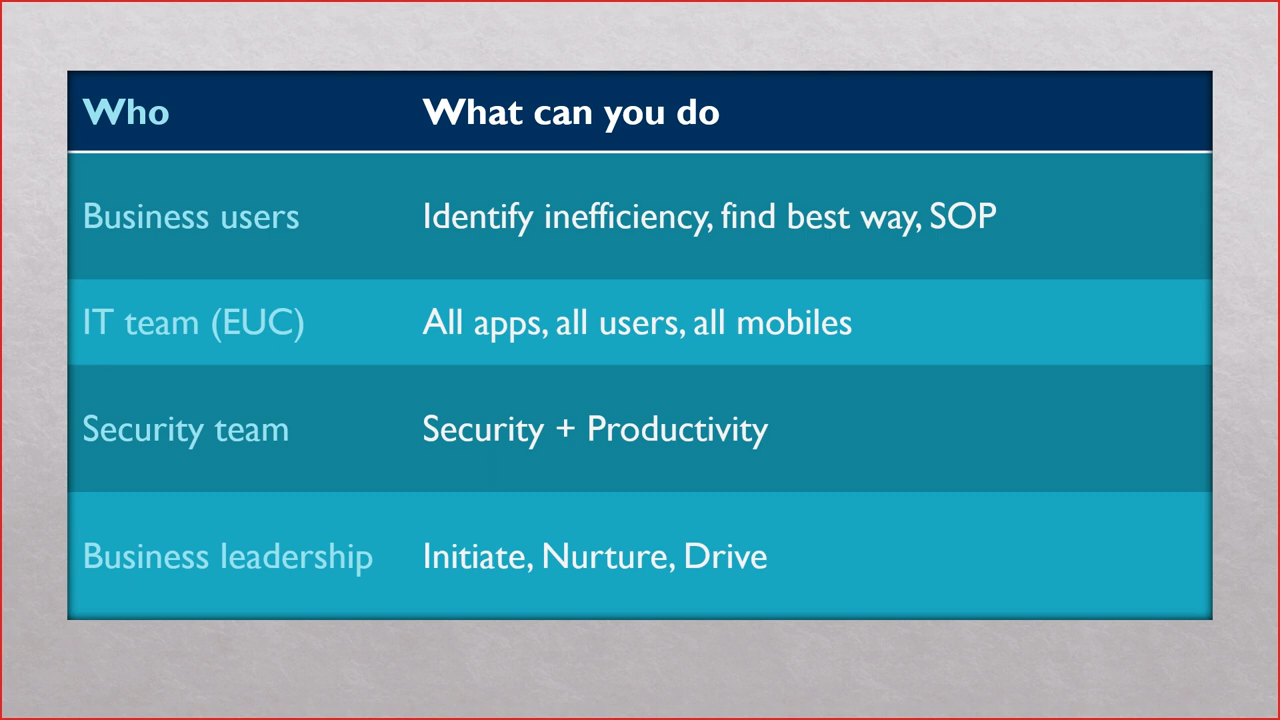 Who What can you do
Business users Identify inefficiency, find best way, SOP
IT team (EUC) All apps, all users, all mobiles
Security team Security + Productivity
Business leadership Initiate, Nurture, Drive